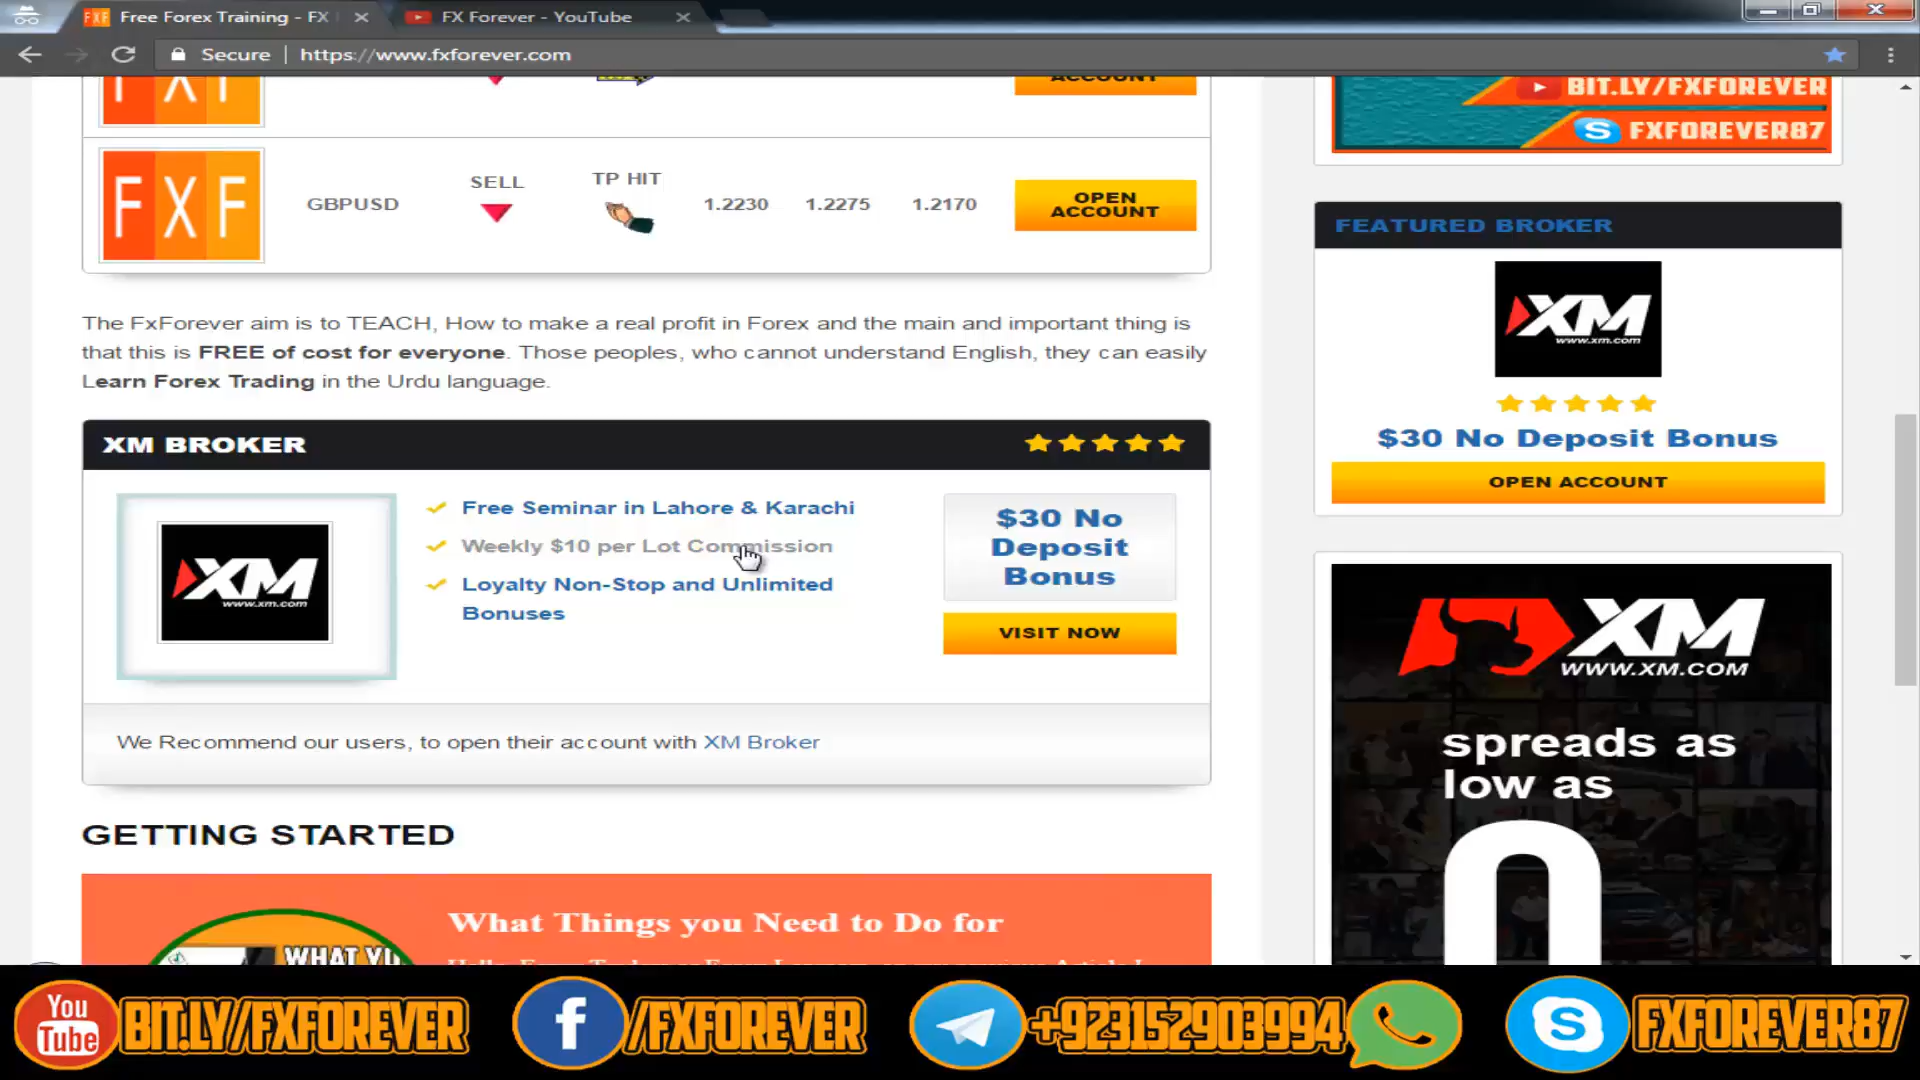 Free Forex Training - FX
FX Forever - YouTube
Secure
https://www.fxforever.com
FXF
ACCOUNT
BIT.LY/FXFOREVER
FXFOREVER87
FXF
GBPUSD
SELL
TP HIT
1.2230
1.2275
1.2170
OPEN
ACCOUNT
The FxForever aim is to TEACH, How to make a real profit in Forex and the main and important thing is
that this is FREE of cost for everyone. Those peoples, who cannot understand English, they can easily
Learn Forex Trading in the Urdu language.
FEATURED BROKER
XM
www.xm.com
$30 No Deposit Bonus
OPEN ACCOUNT
XM BROKER
XM
www.xm.com
Free Seminar in Lahore & Karachi
Weekly $10 per Lot Commission
Loyalty Non-Stop and Unlimited
Bonuses
$30 No
Deposit
Bonus
VISIT NOW
We Recommend our users, to open their account with XM Broker
XM
WWW.XM.COM
spreads as
low as
0
GETTING STARTED
WHAT YO
What Things you Need to Do for
You
Tube
BIT.LY/FXFOREVER
f
/FXFOREVER
+923152903994
S
FXFOREVER87